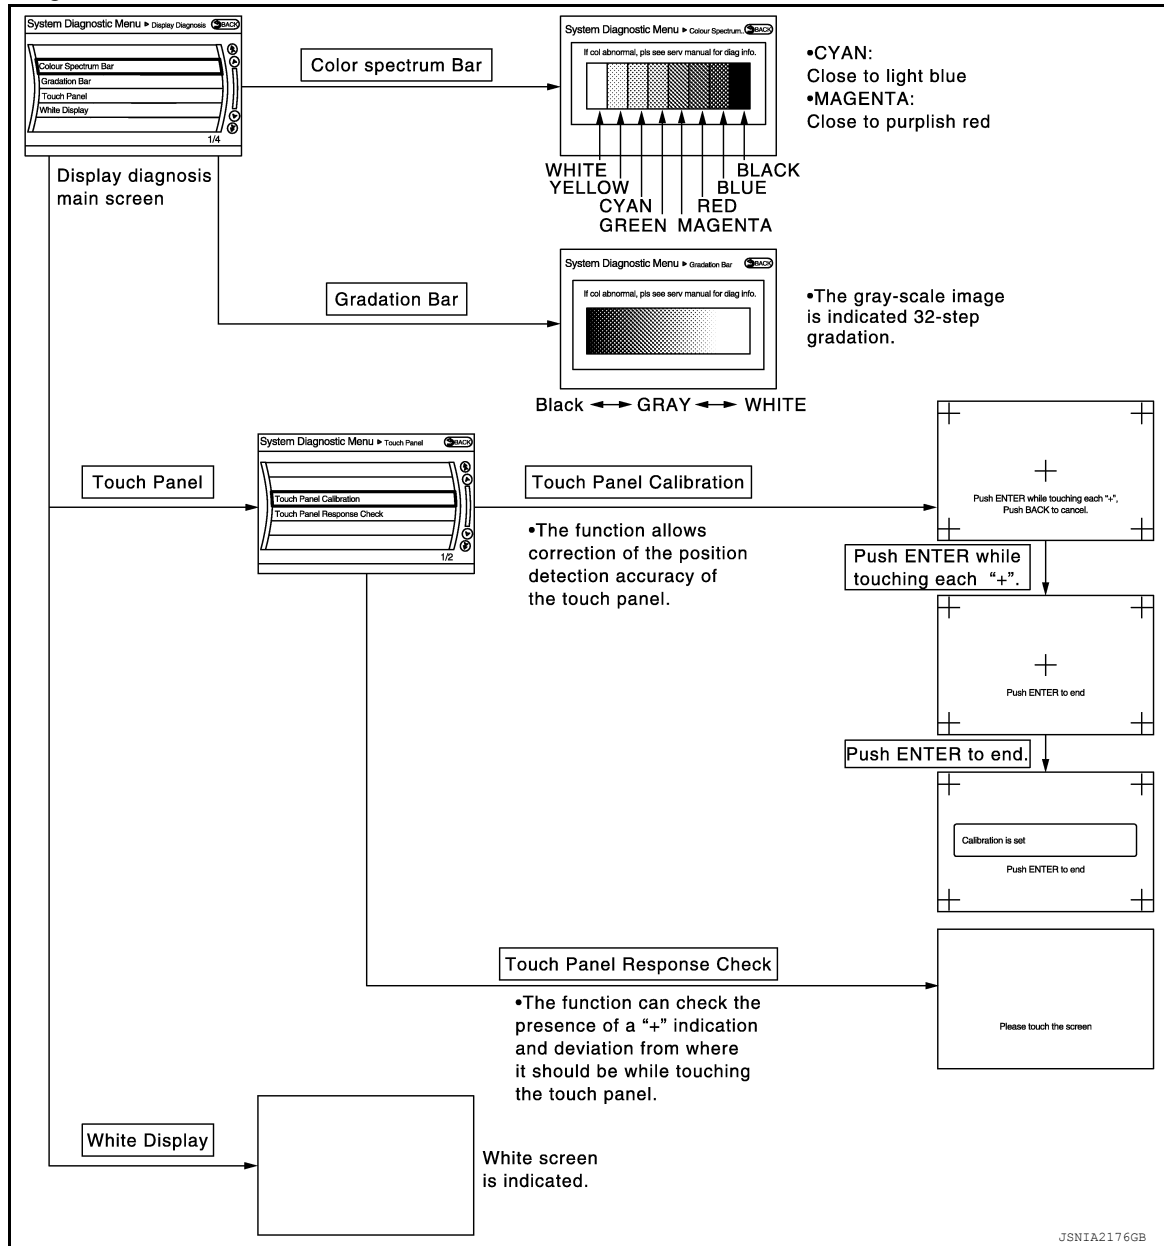 System Diagnostic Menu ▶ Display Diagnosis BACK
Colour Spectrum Bar
Gradation Bar
Touch Panel
White Display
1/4
Display diagnosis
main screen
Color spectrum Bar
System Diagnostic Menu ▶ Colour Spectrum.. BACK
If col abnormal, pls see serv manual for diag info.
WHITE
BLACK
YELLOW
BLUE
CYAN
RED
GREEN
MAGENTA
•CYAN:
Close to light blue
•MAGENTA:
Close to purplish red
Gradation Bar
System Diagnostic Menu ▶ Gradation Bar BACK
If col abnormal, pls see serv manual for diag info.
Black ◄─► GRAY ◄─► WHITE
•The gray-scale image
is indicated 32-step
gradation.
Touch Panel
System Diagnostic Menu ▶ Touch Panel BACK
Touch Panel Calibration
Touch Panel Response Check
1/2
Touch Panel Calibration
•The function allows
correction of the position
detection accuracy of
the touch panel.
Push ENTER while touching each “+”,
Push BACK to cancel.
Push ENTER while
touching each “+”.
Push ENTER to end
Push ENTER to end.
Calibration is set
Push ENTER to end
Touch Panel Response Check
•The function can check the
presence of a “+” indication
and deviation from where
it should be while touching
the touch panel.
Please touch the screen
White Display
White screen
is indicated.
JSNIA2176GB